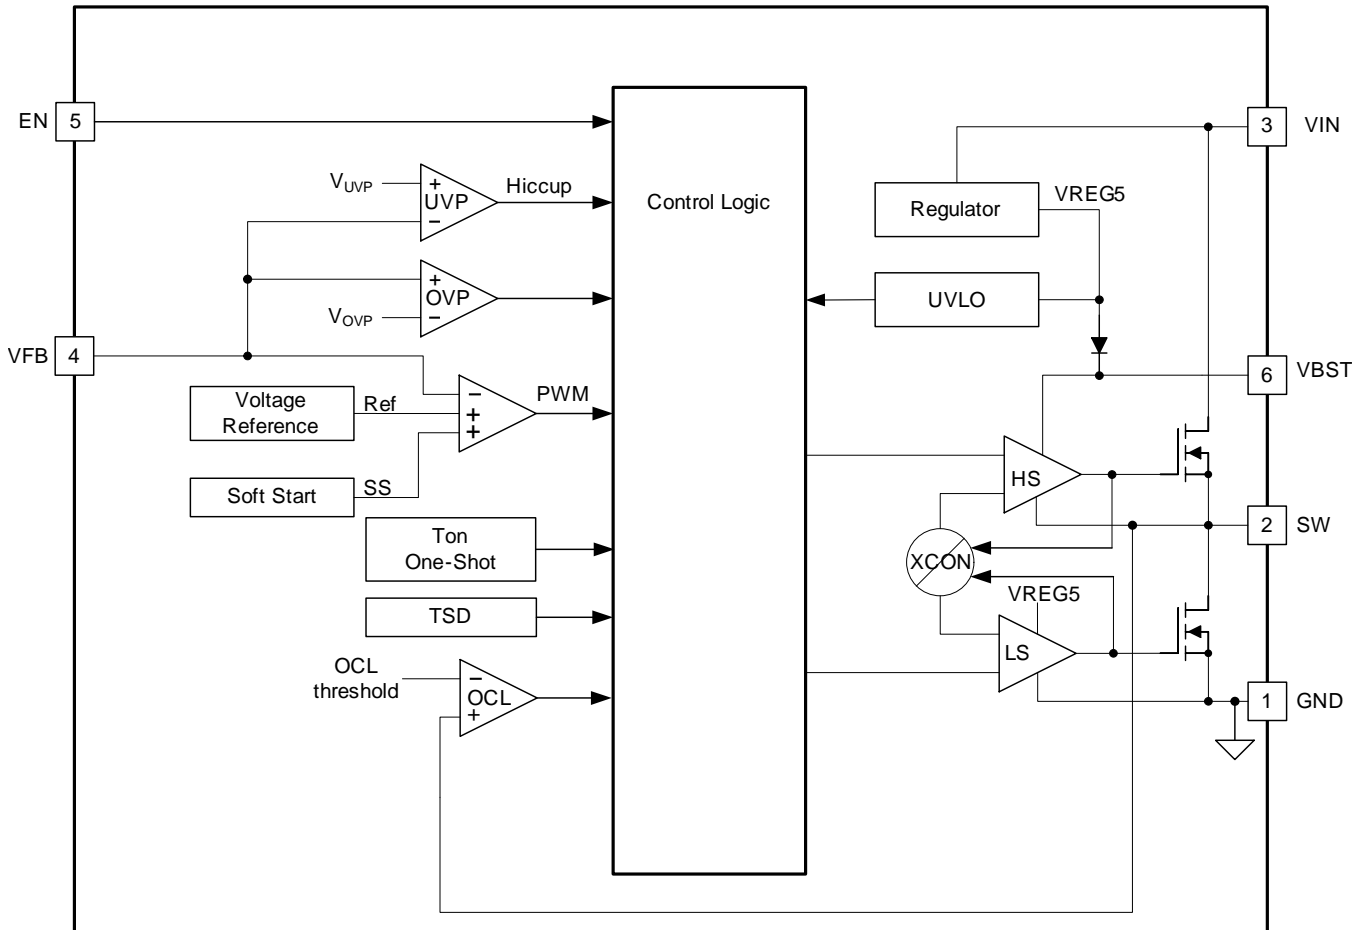 EN 5
3 VIN
V_UVP
+
UVP
−
Hiccup
Control Logic
Regulator
VREG5
+
OVP
−
V_OVP
UVLO
VFB 4
6 VBST
Voltage
Reference
Ref
−
+
+
PWM
Soft Start
SS
HS
2 SW
Ton
One-Shot
XCON
TSD
VREG5
LS
OCL
threshold
−
OCL
+
1 GND